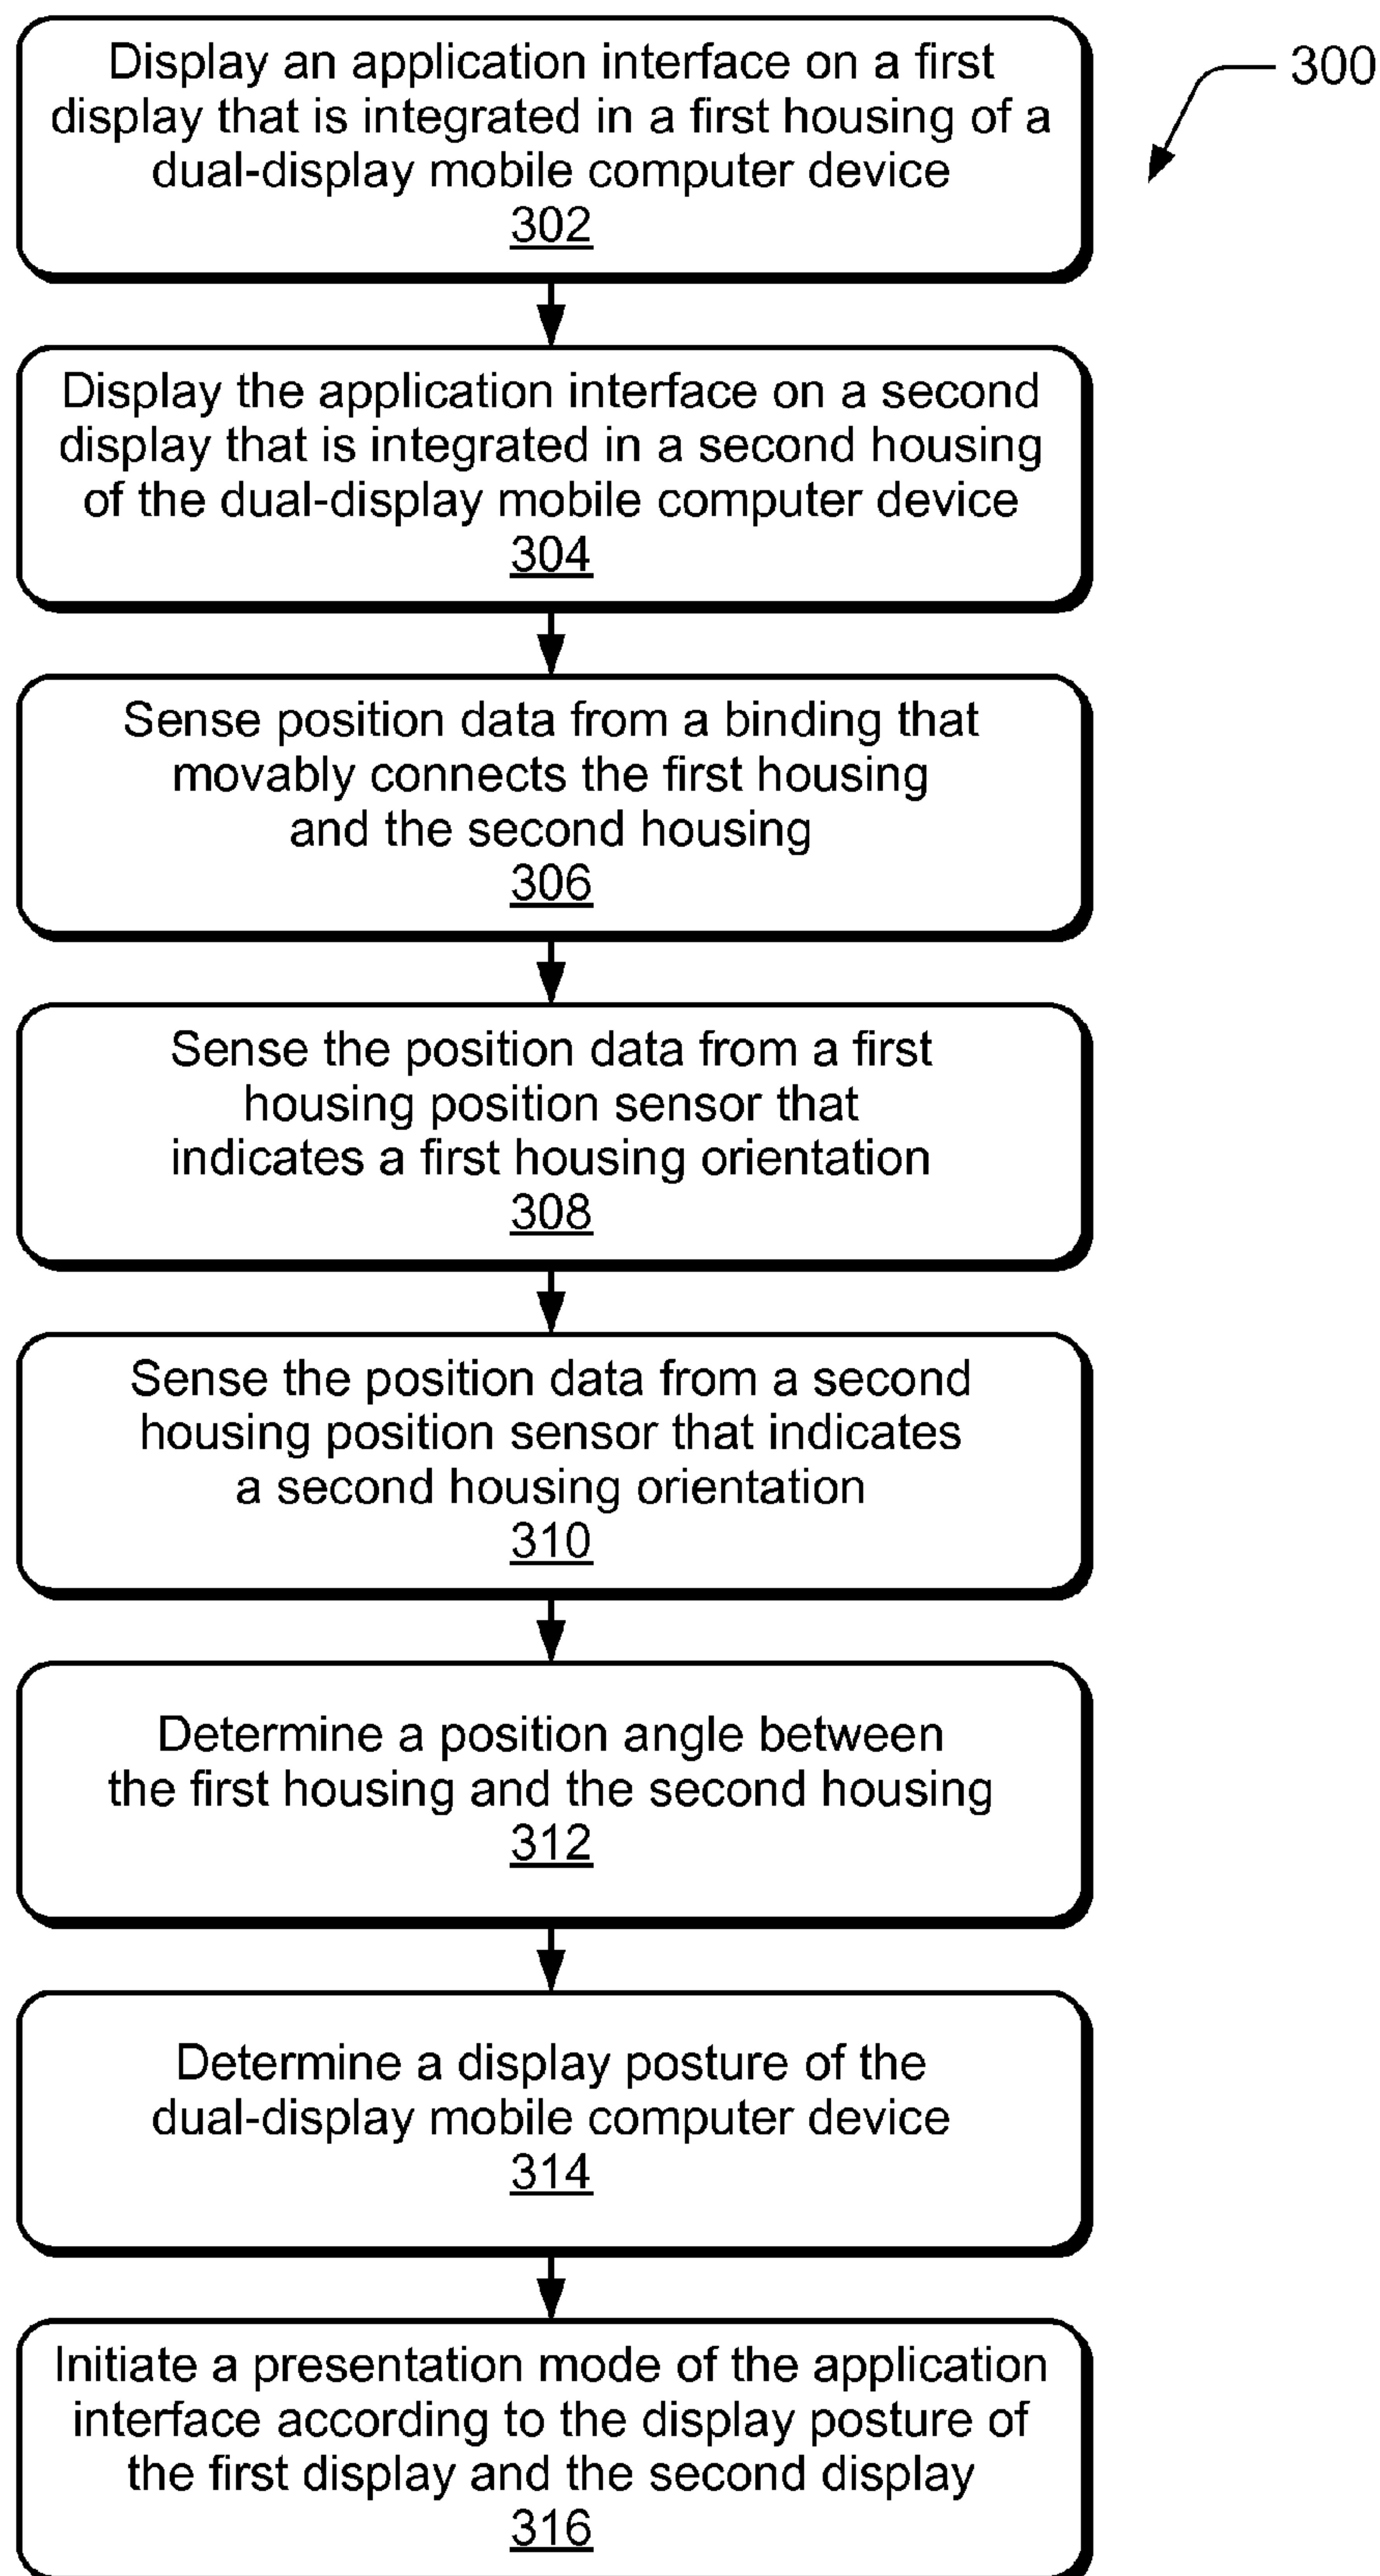 Display an application interface on a first
display that is integrated in a first housing of a
dual-display mobile computer device
302
300
Display the application interface on a second
display that is integrated in a second housing
of the dual-display mobile computer device
304
Sense position data from a binding that
movably connects the first housing
and the second housing
306
Sense the position data from a first
housing position sensor that
indicates a first housing orientation
308
Sense the position data from a second
housing position sensor that indicates
a second housing orientation
310
Determine a position angle between
the first housing and the second housing
312
Determine a display posture of the
dual-display mobile computer device
314
Initiate a presentation mode of the application
interface according to the display posture of
the first display and the second display
316